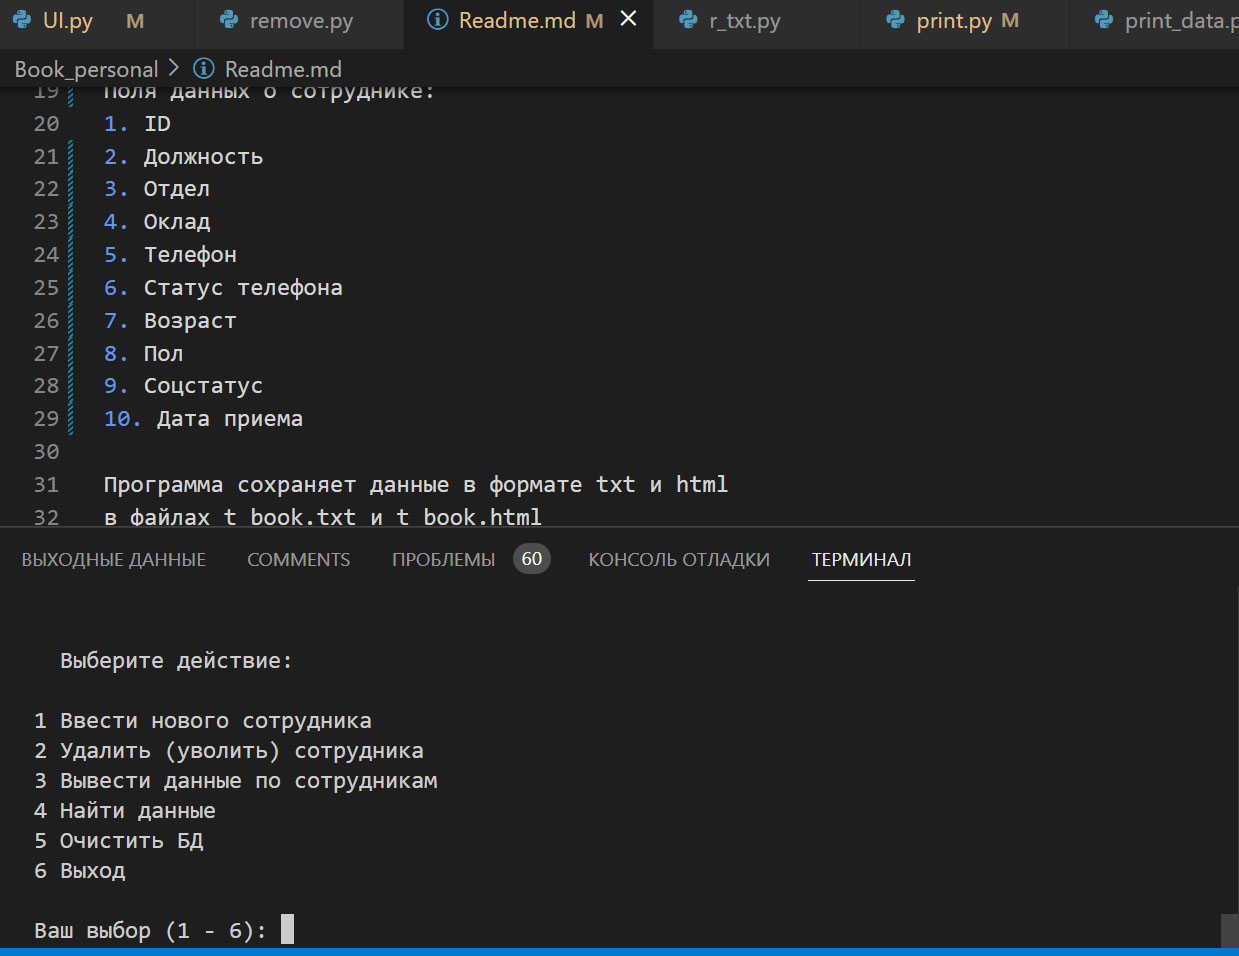 UI.py M remove.py Readme.md M r_txt.py print.py M print_data.p
Book_personal > Readme.md
19 Поля данных о сотруднике:
20 1. ID
21 2. Должность
22 3. Отдел
23 4. Оклад
24 5. Телефон
25 6. Статус телефона
26 7. Возраст
27 8. Пол
28 9. Соцстатус
29 10. Дата приема
30
31 Программа сохраняет данные в формате txt и html
32 в файлах t_book.txt и t_book.html
ВЫХОДНЫЕ ДАННЫЕ COMMENTS ПРОБЛЕМЫ 60 КОНСОЛЬ ОТЛАДКИ ТЕРМИНАЛ
Выберите действие:
1 Ввести нового сотрудника
2 Удалить (уволить) сотрудника
3 Вывести данные по сотрудникам
4 Найти данные
5 Очистить БД
6 Выход
Ваш выбор (1 - 6):